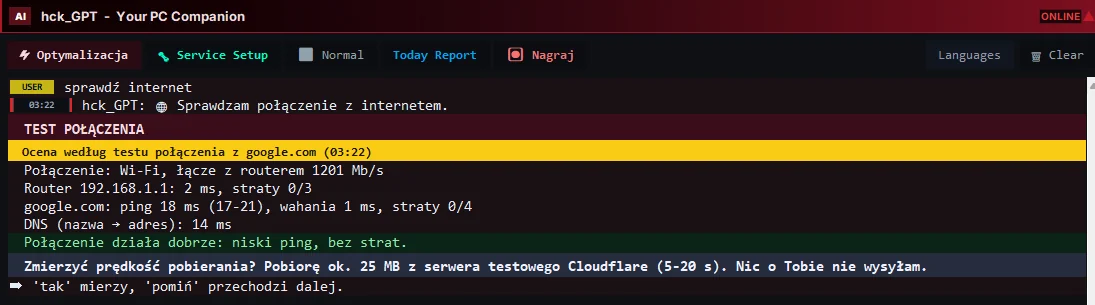 AI hck_GPT - Your PC Companion ONLINE
Optymalizacja Service Setup Normal Today Report Nagraj Languages Clear
USER sprawdź internet
03:22 hck_GPT: Sprawdzam połączenie z internetem.
TEST POŁĄCZENIA
Ocena według testu połączenia z google.com (03:22)
Połączenie: Wi-Fi, łącze z routerem 1201 Mb/s
Router 192.168.1.1: 2 ms, straty 0/3
google.com: ping 18 ms (17-21), wahania 1 ms, straty 0/4
DNS (nazwa → adres): 14 ms
Połączenie działa dobrze: niski ping, bez strat.
Zmierzyć prędkość pobierania? Pobiorę ok. 25 MB z serwera testowego Cloudflare (5-20 s). Nic o Tobie nie wysyłam.
➡ 'tak' mierzy, 'pomiń' przechodzi dalej.